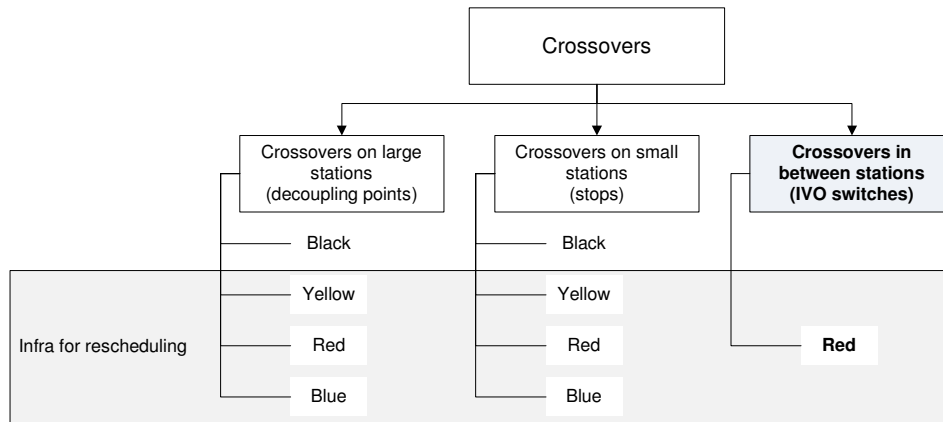 Crossovers
Crossovers on large
stations
(decoupling points)
Crossovers on small
stations
(stops)
Crossovers in
between stations
(IVO switches)
Black
Black
Yellow
Yellow
Infra for rescheduling
Red
Red
Red
Blue
Blue